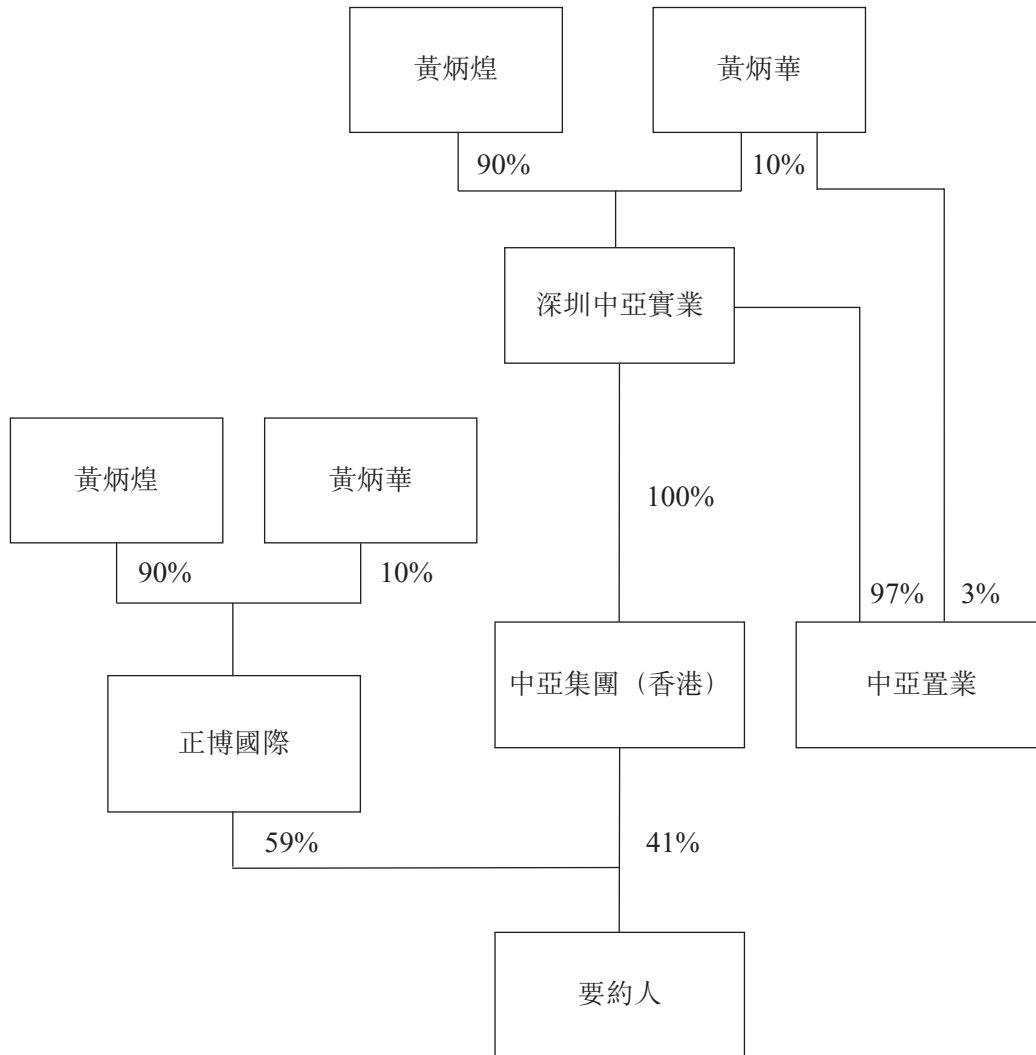 黃炳煌
黃炳華
90%
10%
深圳中亞實業
黃炳煌
黃炳華
100%
90%
10%
97%
3%
中亞集團（香港）
中亞置業
正博國際
59%
41%
要約人